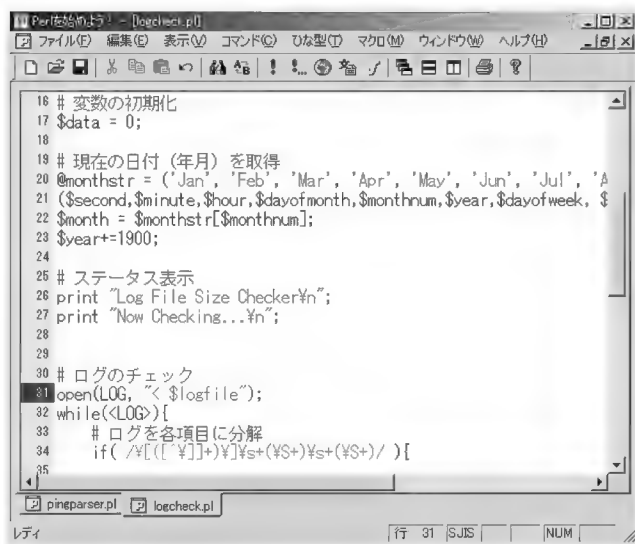 Perlを始めよう! - [logcheck.pl]
ファイル(F) 編集(E) 表示(V) コマンド(C) ひな型(T) マクロ(M) ウィンドウ(W) ヘルプ(H)
16 # 変数の初期化
17 $data = 0;
18
19 # 現在の日付 (年月) を取得
20 @monthstr = ('Jan', 'Feb', 'Mar', 'Apr', 'May', 'Jun', 'Jul', 'A
21 ($second,$minute,$hour,$dayofmonth,$monthnum,$year,$dayofweek, $
22 $month = $monthstr[$monthnum];
23 $year+=1900;
24
25 # ステータス表示
26 print "Log File Size Checker¥n";
27 print "Now Checking...¥n";
28
29
30 # ログのチェック
31 open(LOG, "< $logfile");
32 while(<LOG>){
33 # ログを各項目に分解
34 if( /¥[([^¥]]+)¥]¥s+(¥S+)¥s+(¥S+)/ ){
35
pingparser.pl logcheck.pl
レディ 行 31 SJIS NUM